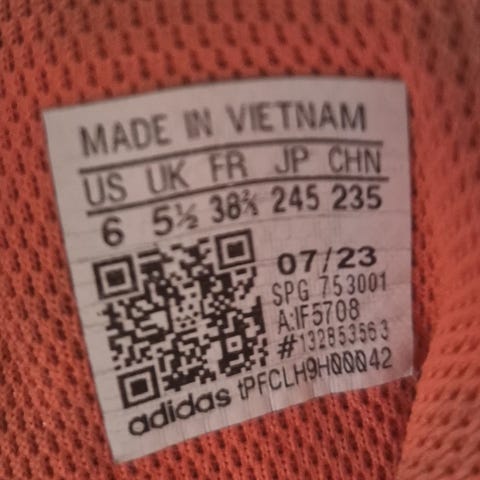 MADE IN VIETNAM
US UK FR JP CHN
6 5½ 38⅔ 245 235
07/23
SPG 753001
A:IF5708
#132853563
adidas tPFCLH9H00042